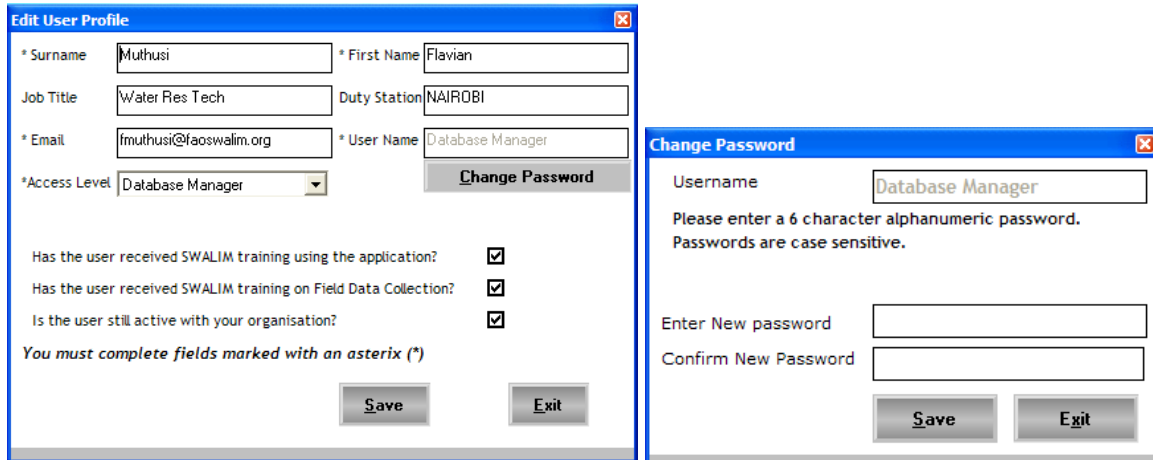 Edit User Profile
* Surname Muthusi * First Name Flavian
Job Title Water Res Tech Duty Station NAIROBI
* Email fmuthusi@faoswalim.org * User Name Database Manager
*Access Level Database Manager Change Password
Has the user received SWALIM training using the application?
Has the user received SWALIM training on Field Data Collection?
Is the user still active with your organisation?
You must complete fields marked with an asterix (*)
Save Exit
Change Password
Username Database Manager
Please enter a 6 character alphanumeric password.
Passwords are case sensitive.
Enter New password
Confirm New Password
Save Exit